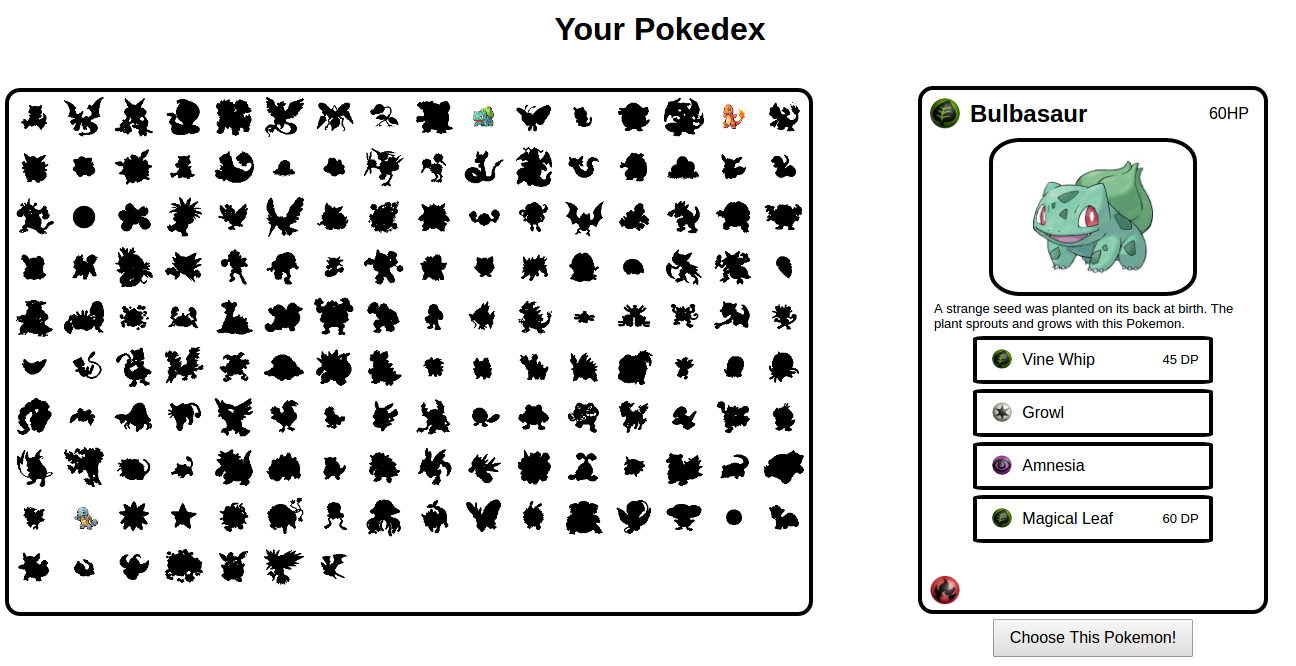 Your Pokedex
Bulbasaur
60HP
A strange seed was planted on its back at birth. The
plant sprouts and grows with this Pokemon.
Vine Whip
45 DP
Growl
Amnesia
Magical Leaf
60 DP
Choose This Pokemon!